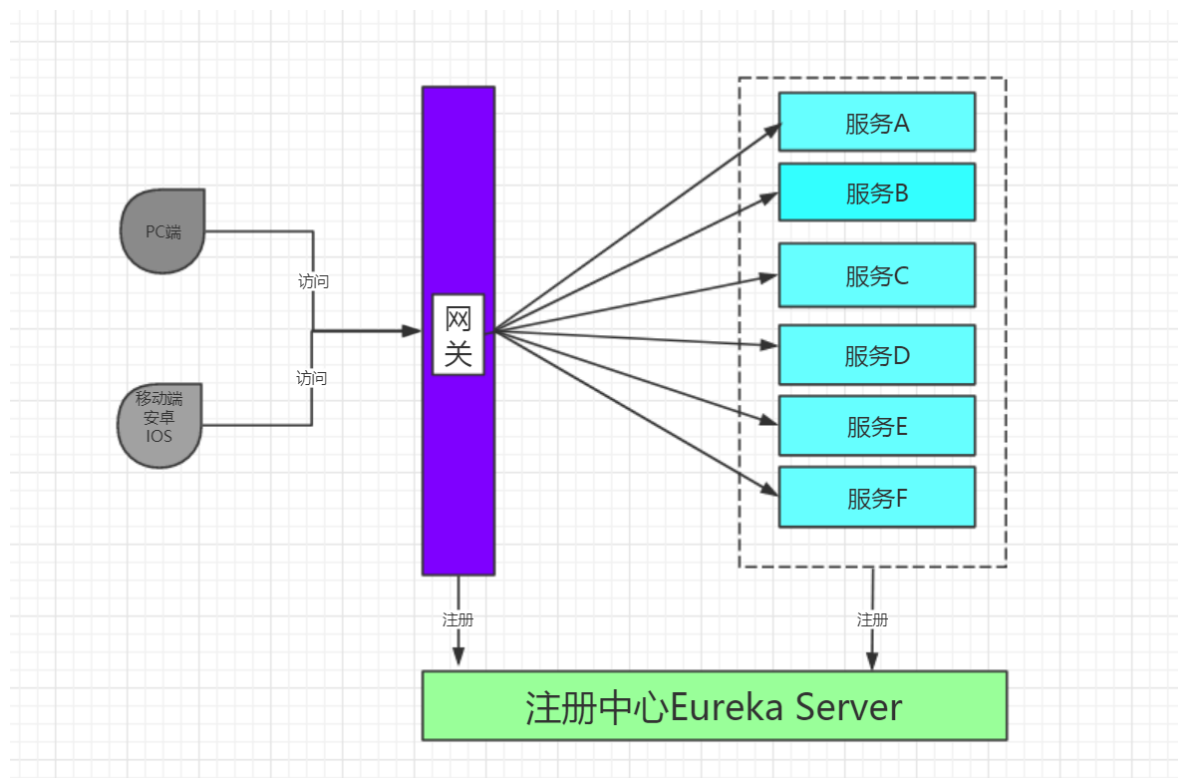 PC端
访问
访问
移动端
安卓
IOS
网
关
服务A
服务B
服务C
服务D
服务E
服务F
注册
注册
注册中心Eureka Server